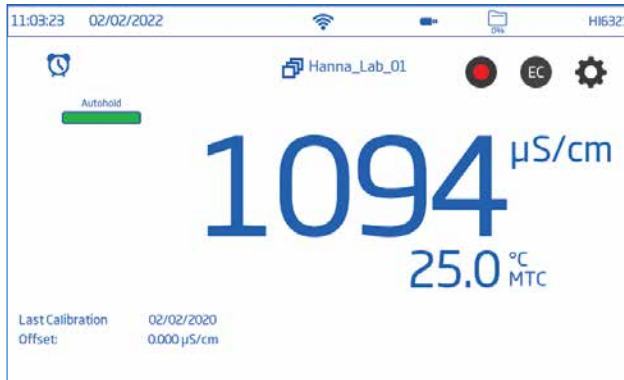 11:03:23 02/02/2022 0% HI632
Hanna_Lab_01 EC
Autohold
1094 µS/cm
25.0 °C
MTC
Last Calibration 02/02/2020
Offset: 0.000 µS/cm